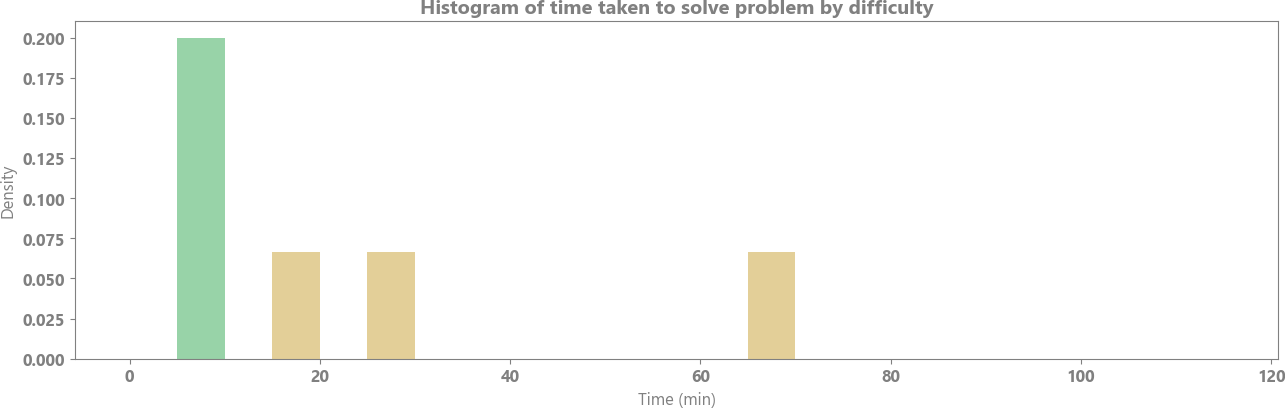 Histogram of time taken to solve problem by difficulty
0.200
0.175
0.150
0.125
0.100
0.075
0.050
0.025
0.000
Density
0 20 40 60 80 100 120
Time (min)